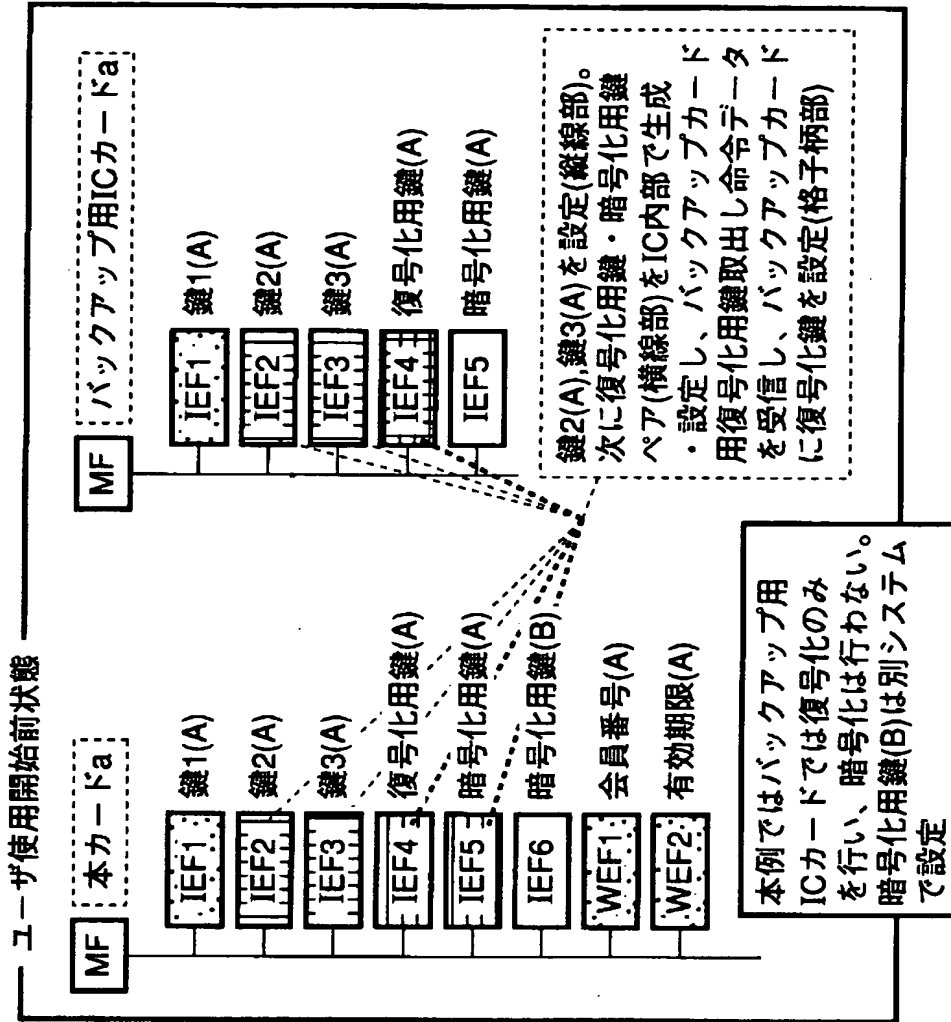 ユーザ使用開始前状態
本カードa
MF
IEF1 鍵1(A)
IEF2 鍵2(A)
IEF3 鍵3(A)
IEF4 復号化用鍵(A)
IEF5 暗号化用鍵(A)
IEF6 暗号化用鍵(B)
WEF1 会員番号(A)
WEF2 有効期限(A)
バックアップ用ICカードa
MF
IEF1 鍵1(A)
IEF2 鍵2(A)
IEF3 鍵3(A)
IEF4 復号化用鍵(A)
IEF5 暗号化用鍵(A)
鍵2(A),鍵3(A)を設定(縦線部)。
次に復号化用鍵・暗号化用鍵
ペア(横線部)をIC内部で生成
・設定し、バックアップカード
用復号化用鍵取出し命令データ
を受信し、バックアップカード
に復号化鍵を設定(格子柄部)
本例ではバックアップ用
ICカードでは復号化のみ
を行い、暗号化は行わない。
暗号化用鍵(B)は別システム
で設定